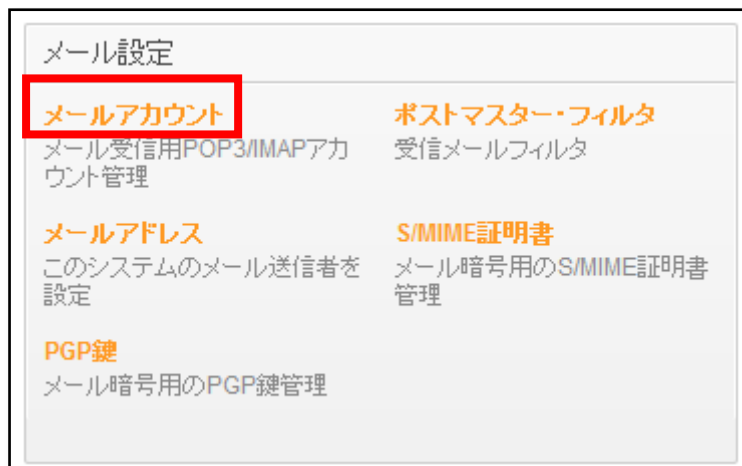 メール設定
メールアカウント
メール受信用POP3/IMAPアカ
ウント管理
ポストマスター・フィルタ
受信メールフィルタ
メールアドレス
このシステムのメール送信者を
設定
S/MIME証明書
メール暗号用のS/MIME証明書
管理
PGP鍵
メール暗号用のPGP鍵管理